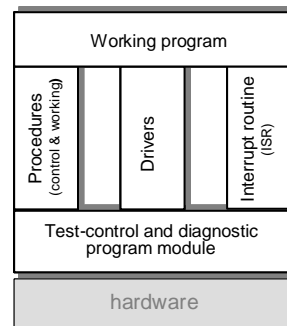 Working program
Procedures
(control & working)
Drivers
Interrupt routine
(ISR)
Test-control and diagnostic
program module
hardware